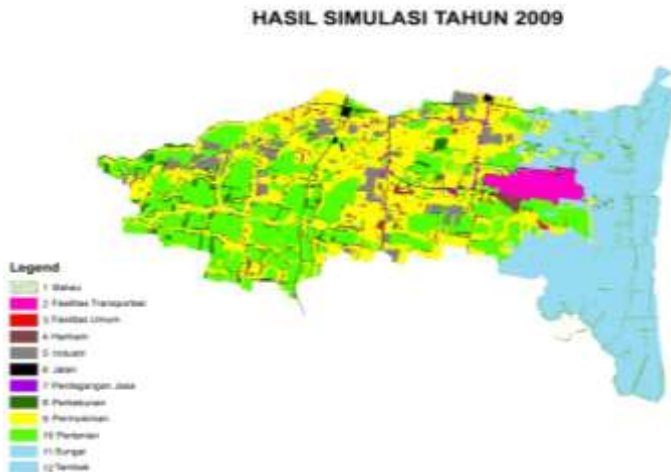 HASIL SIMULASI TAHUN 2009
Legend
1 Bakau
2 Fasilitas Transportasi
3 Fasilitas Umum
4 Hankam
5 Industri
6 Jalan
7 Perdagangan Jasa
8 Perkebunan
9 Permukiman
10 Pertanian
11 Sungai
12 Tambak